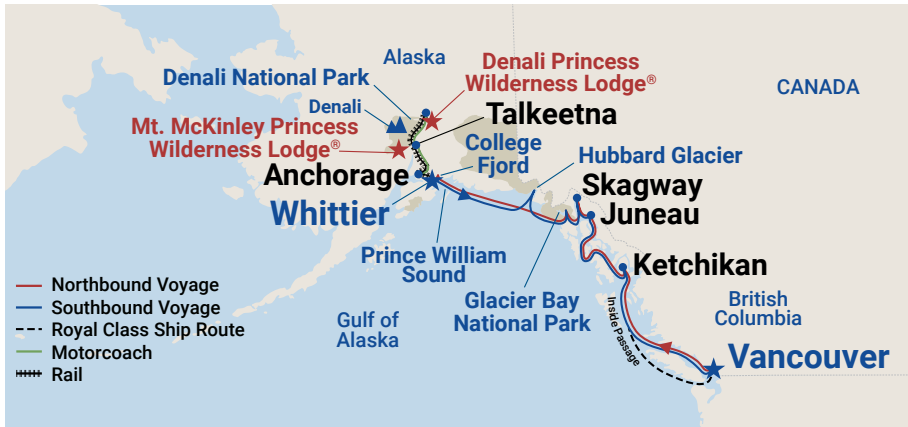 Alaska
Denali Princess
Wilderness Lodge®
Denali National Park
CANADA
Denali
Talkeetna
Mt. McKinley Princess
Wilderness Lodge®
College
Fjord
Hubbard Glacier
Anchorage
Skagway
Whittier
Juneau
Prince William
Sound
Ketchikan
Glacier Bay
National Park
Northbound Voyage
Southbound Voyage
Royal Class Ship Route
Motorcoach
Rail
Gulf of
Alaska
British
Columbia
Inside Passage
Vancouver